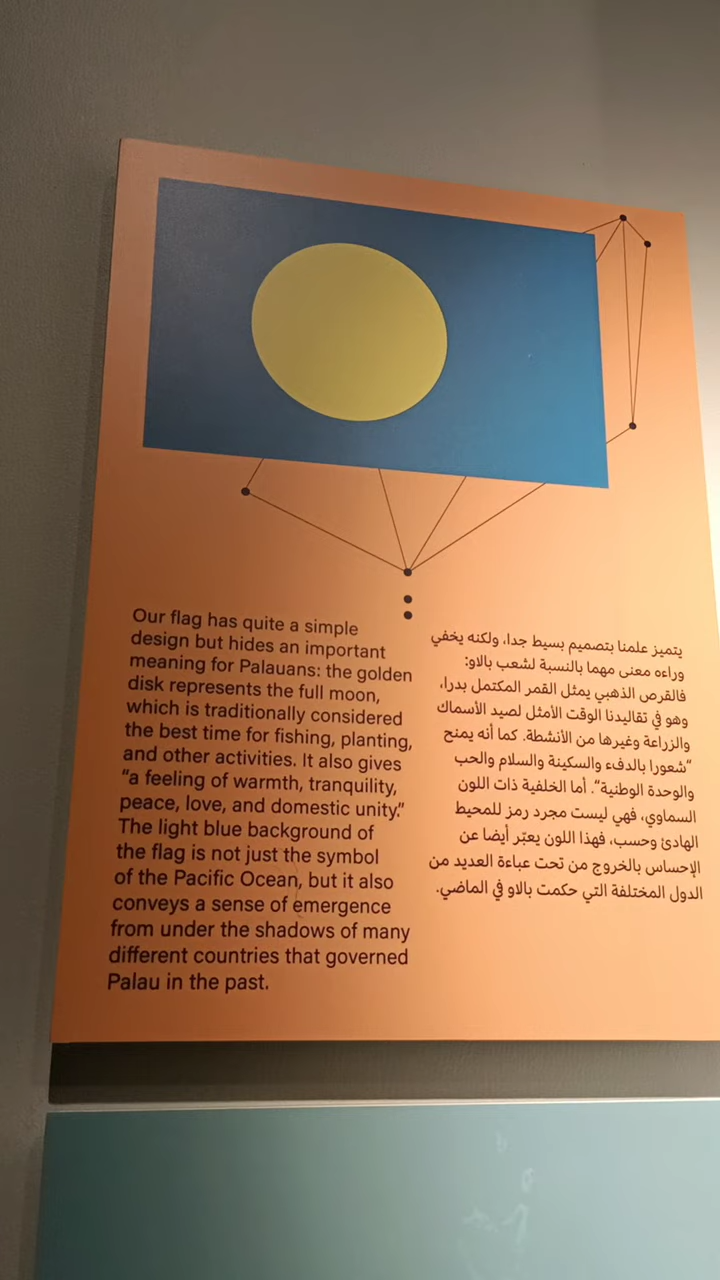 Our flag has quite a simple
design but hides an important
meaning for Palauans: the golden
disk represents the full moon,
which is traditionally considered
the best time for fishing, planting,
and other activities. It also gives
“a feeling of warmth, tranquility,
peace, love, and domestic unity.”
The light blue background of
the flag is not just the symbol
of the Pacific Ocean, but it also
conveys a sense of emergence
from under the shadows of many
different countries that governed
Palau in the past.
يتميز علمنا بتصميم بسيط جدا، ولكنه يخفي
وراءه معنى مهما بالنسبة لشعب بالاو:
فالقرص الذهبي يمثل القمر المكتمل بدرا،
وهو في تقاليدنا الوقت الأمثل لصيد الأسماك
والزراعة وغيرها من الأنشطة. كما أنه يمنح
“شعورا بالدفء والسكينة والسلام والحب
والوحدة الوطنية”. أما الخلفية ذات اللون
السماوي، فهي ليست مجرد رمز للمحيط
الهادئ وحسب، فهذا اللون يعبّر أيضا عن
الإحساس بالخروج من تحت عباءة العديد من
الدول المختلفة التي حكمت بالاو في الماضي.